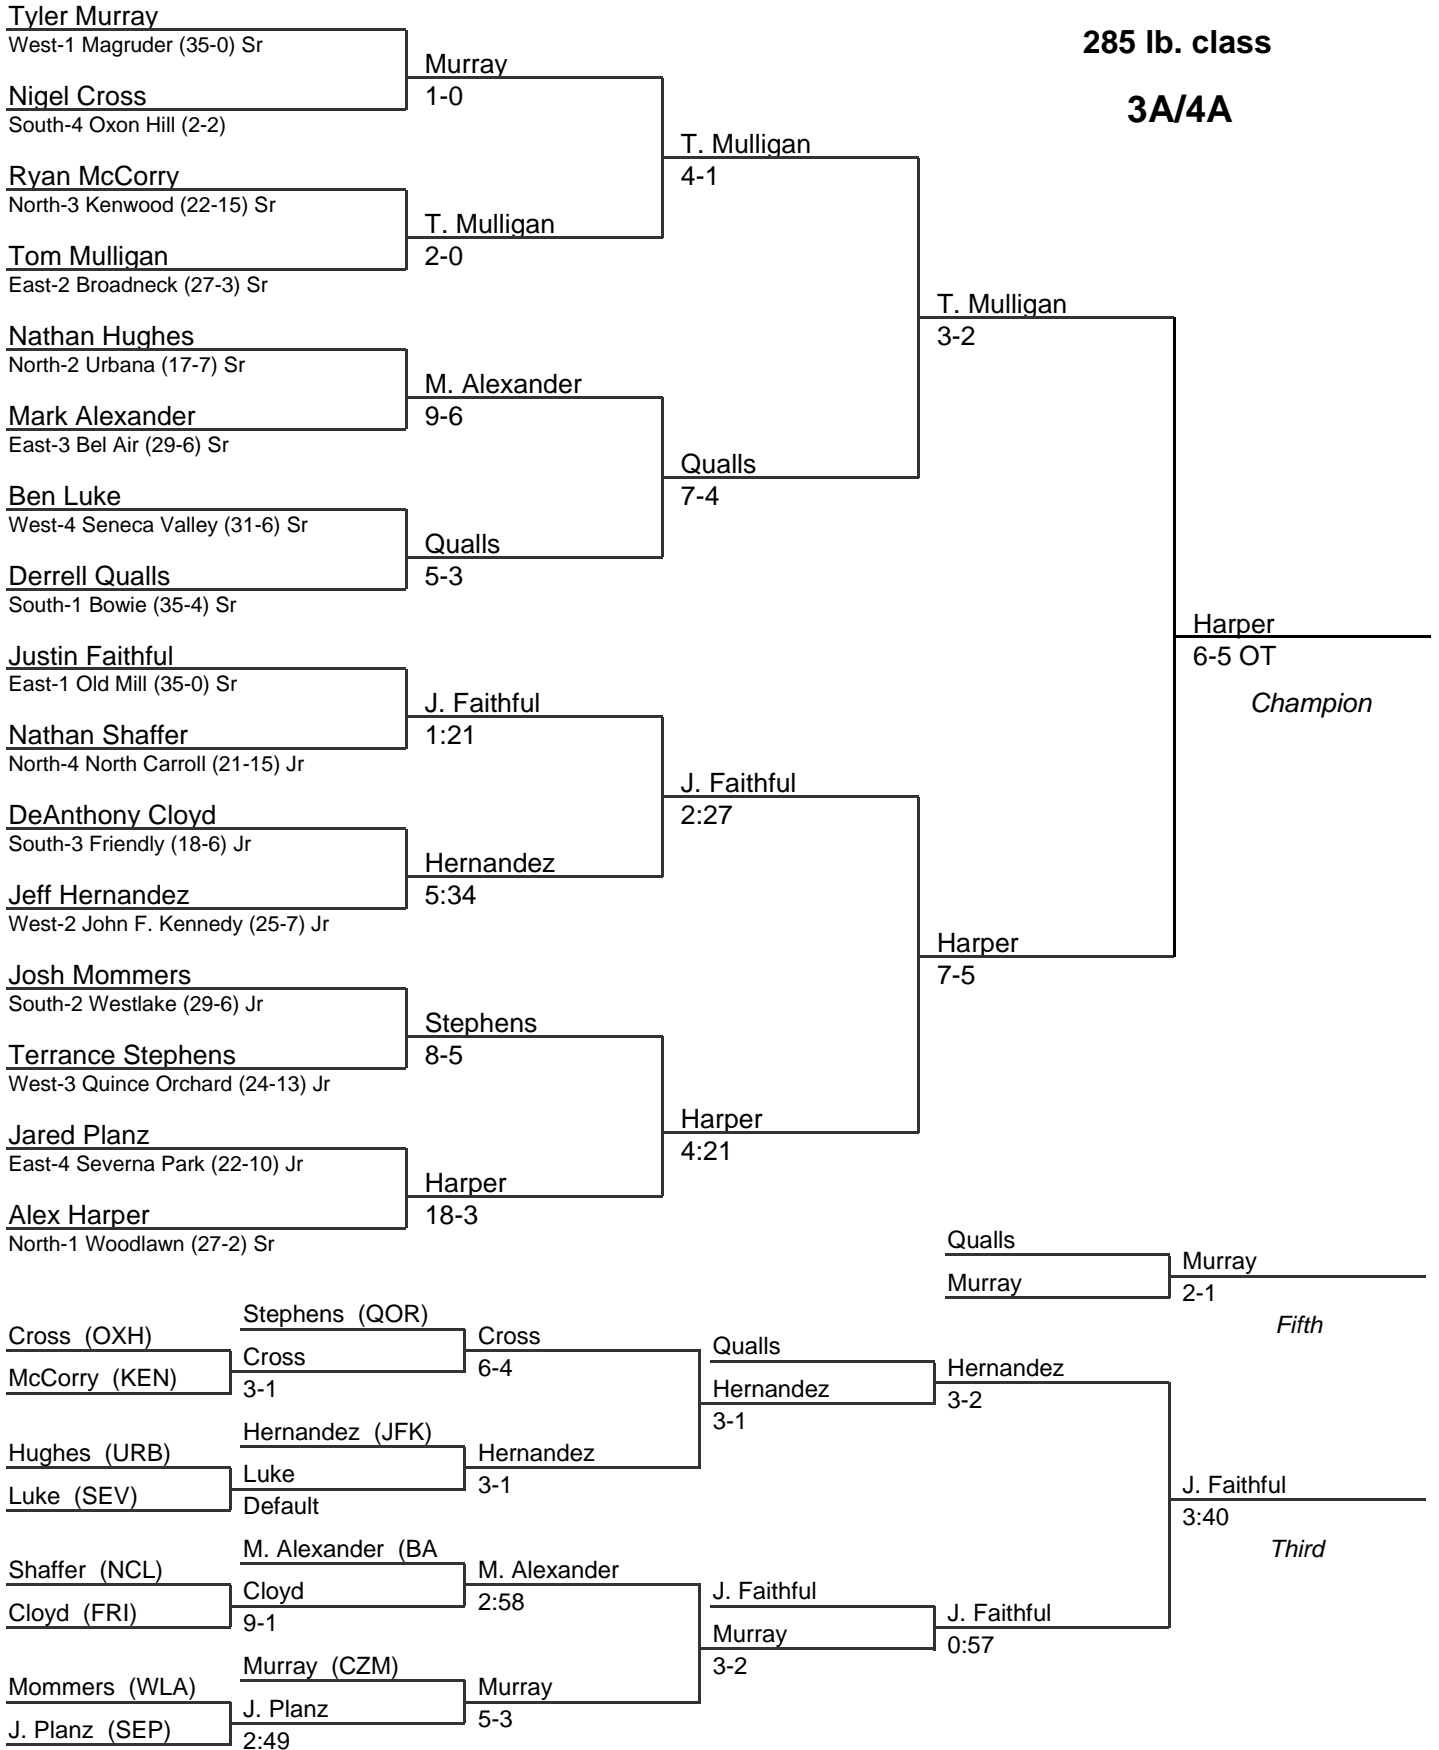 285 lb. class
3A/4A
Tyler Murray
West-1 Magruder (35-0) Sr
Nigel Cross
South-4 Oxon Hill (2-2)
Ryan McCorry
North-3 Kenwood (22-15) Sr
Tom Mulligan
East-2 Broadneck (27-3) Sr
Nathan Hughes
North-2 Urbana (17-7) Sr
Mark Alexander
East-3 Bel Air (29-6) Sr
Ben Luke
West-4 Seneca Valley (31-6) Sr
Derrell Qualls
South-1 Bowie (35-4) Sr
Justin Faithful
East-1 Old Mill (35-0) Sr
Nathan Shaffer
North-4 North Carroll (21-15) Jr
DeAnthony Cloyd
South-3 Friendly (18-6) Jr
Jeff Hernandez
West-2 John F. Kennedy (25-7) Jr
Josh Mommers
South-2 Westlake (29-6) Jr
Terrance Stephens
West-3 Quince Orchard (24-13) Jr
Jared Planz
East-4 Severna Park (22-10) Jr
Alex Harper
North-1 Woodlawn (27-2) Sr
Murray
1-0
T. Mulligan
2-0
M. Alexander
9-6
Qualls
5-3
J. Faithful
1:21
Hernandez
5:34
Stephens
8-5
Harper
18-3
T. Mulligan
4-1
Qualls
7-4
J. Faithful
2:27
Harper
4:21
T. Mulligan
3-2
Harper
7-5
Harper
6-5 OT
Champion
Qualls
Murray
Murray
2-1
Fifth
Cross (OXH)
McCorry (KEN)
Hughes (URB)
Luke (SEV)
Shaffer (NCL)
Cloyd (FRI)
Mommers (WLA)
J. Planz (SEP)
Stephens (QOR)
Cross
3-1
Hernandez (JFK)
Luke
Default
M. Alexander (BA
Cloyd
9-1
Murray (CZM)
J. Planz
2:49
Cross
6-4
Hernandez
3-1
M. Alexander
2:58
Murray
5-3
Qualls
Hernandez
3-1
J. Faithful
Murray
3-2
Hernandez
3-2
J. Faithful
0:57
J. Faithful
3:40
Third